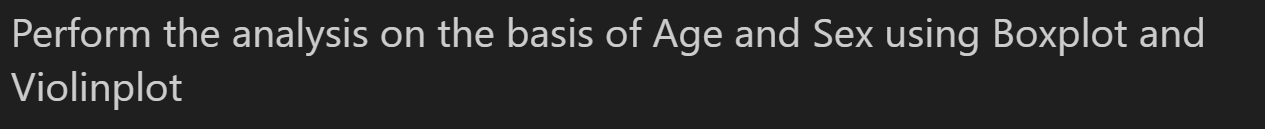 Perform the analysis on the basis of Age and Sex using Boxplot and
Violinplot